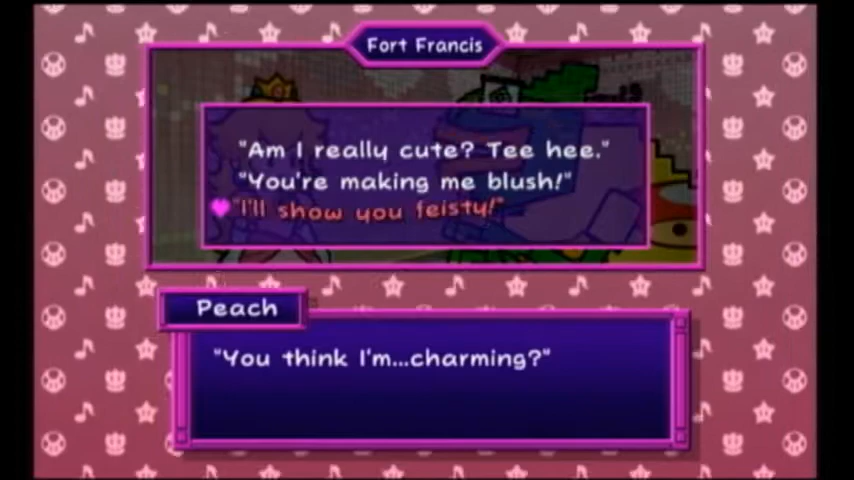 Fort Francis
"Am I really cute? Tee hee."
"You're making me blush!"
"I'll show you feisty!"
Peach
"You think I'm...charming?"